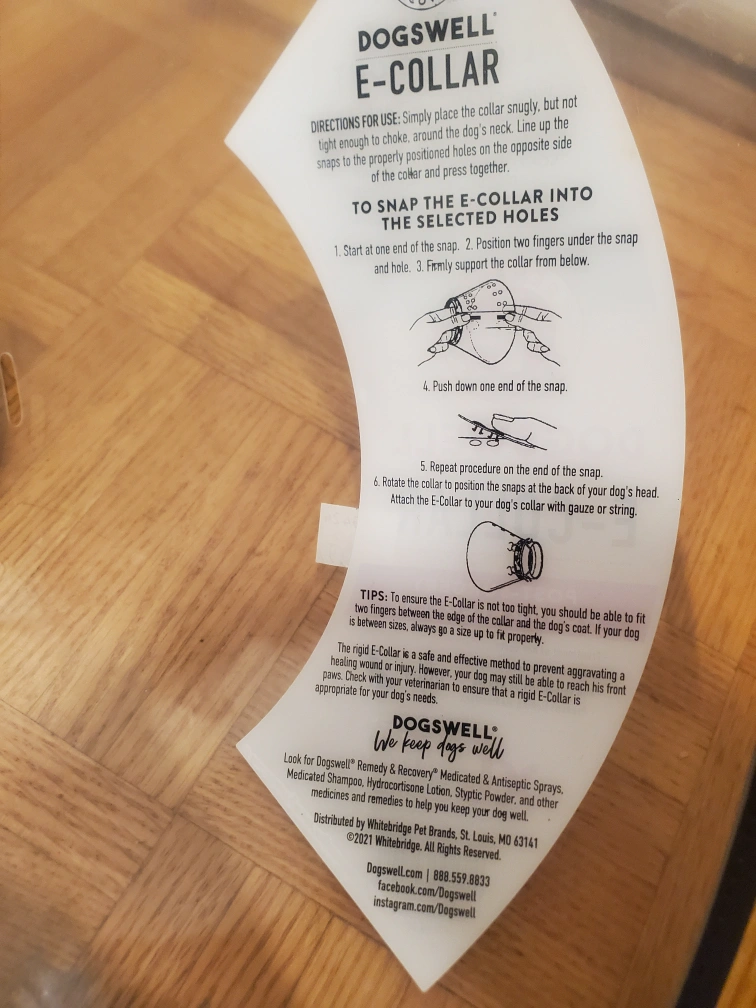 DOGSWELL®
E-COLLAR
DIRECTIONS FOR USE: Simply place the collar snugly, but not
tight enough to choke, around the dog's neck. Line up the
snaps to the properly positioned holes on the opposite side
of the collar and press together.
TO SNAP THE E-COLLAR INTO
THE SELECTED HOLES
1. Start at one end of the snap. 2. Position two fingers under the snap
and hole. 3. Firmly support the collar from below.
4. Push down one end of the snap.
5. Repeat procedure on the end of the snap.
6. Rotate the collar to position the snaps at the back of your dog's head.
Attach the E-Collar to your dog's collar with gauze or string.
TIPS: To ensure the E-Collar is not too tight, you should be able to fit
two fingers between the edge of the collar and the dog's coat. If your dog
is between sizes, always go a size up to fit properly.
The rigid E-Collar is a safe and effective method to prevent aggravating a
healing wound or injury. However, your dog may still be able to reach his front
paws. Check with your veterinarian to ensure that a rigid E-Collar is
appropriate for your dog's needs.
DOGSWELL®
We keep dogs well
Look for Dogswell® Remedy & Recovery® Medicated & Antiseptic Sprays,
Medicated Shampoo, Hydrocortisone Lotion, Styptic Powder, and other
medicines and remedies to help you keep your dog well.
Distributed by Whitebridge Pet Brands, St. Louis, MO 63141
©2021 Whitebridge. All Rights Reserved.
Dogswell.com | 888.559.8833
facebook.com/Dogswell
instagram.com/Dogswell